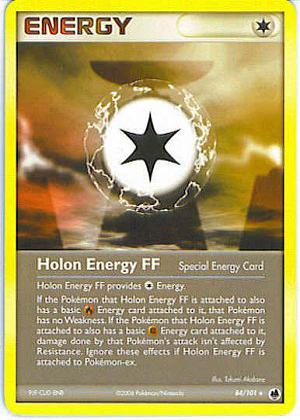 ENERGY
Holon Energy FF Special Energy Card
Holon Energy FF provides Energy.
If the Pokémon that Holon Energy FF is attached to also
has a basic Energy card attached to it, that Pokémon
has no Weakness. If the Pokémon that Holon Energy FF is
attached to also has a basic Energy card attached to it,
damage done by that Pokémon's attack isn't affected by
Resistance. Ignore these effects if Holon Energy FF is
attached to Pokémon-ex.
Illus. Takumi Akabane
©2006 Pokémon/Nintendo
84/101